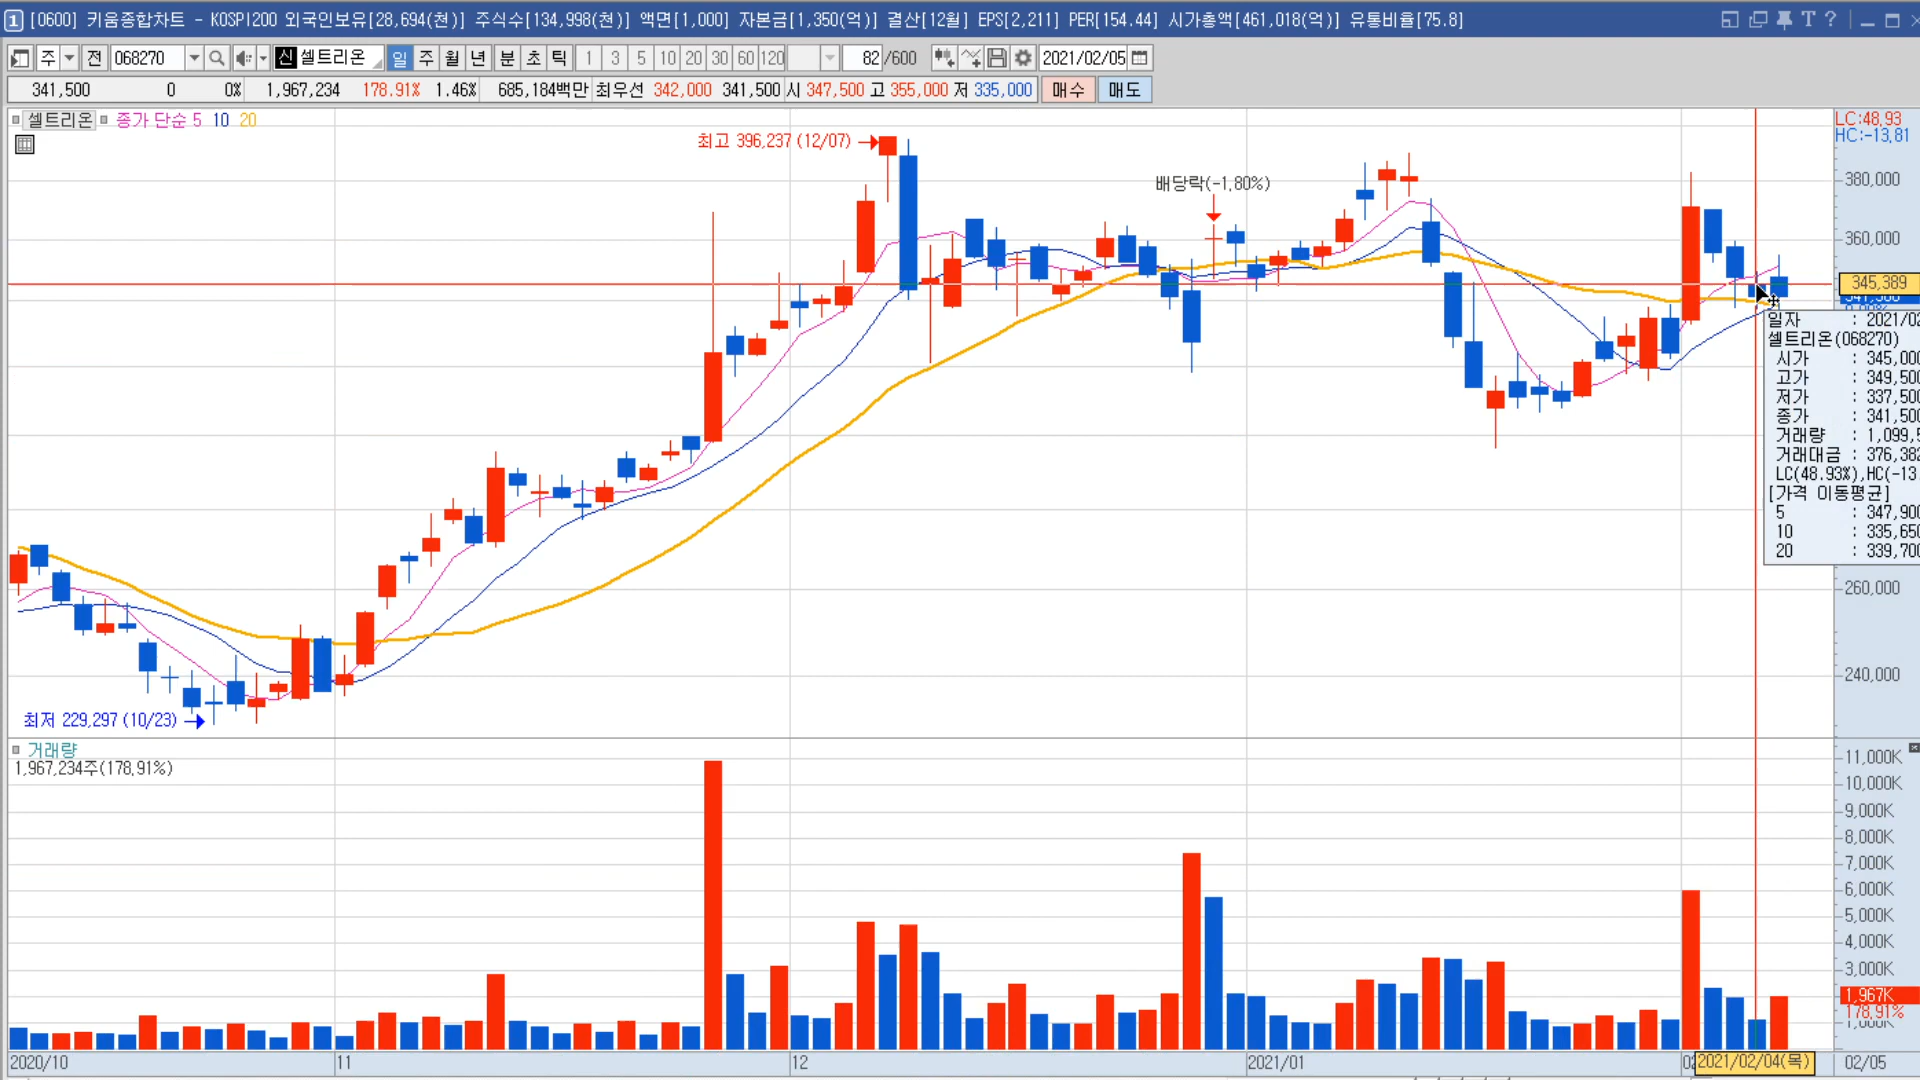 1 [0600] 키움종합차트 - KOSPI200 외국인보유[28,694(천)] 주식수[134,998(천)] 액면[1,000] 자본금[1,350(억)] 결산[12월] EPS[2,211] PER[154.44] 시가총액[461,018(억)] 유통비율[75.8] T ?
주 전 068270 신 셀트리온 일 주 월 년 분 초 틱 1 3 5 10 20 30 60 120 82 /600 2021/02/05
341,500 0 0% 1,967,234 178.91% 1.46% 685,184백만 최우선 342,000 341,500 시 347,500 고 355,000 저 335,000 매수 매도
셀트리온 종가 단순 5 10 20
LC:48.93
HC:-13.81
최고 396,237 (12/07)
배당락(-1.80%)
380,000
360,000
345,389
일자 : 2021/02
셀트리온(068270)
시가 : 345,000
고가 : 349,500
저가 : 337,500
종가 : 341,500
거래량 : 1,099,5
거래대금 : 376,382
LC(48.93%),HC(-13.
[가격 이동평균]
5 : 347,900
10 : 335,650
20 : 339,700
260,000
240,000
최저 229,297 (10/23)
거래량
1,967,234주(178.91%)
11,000K
10,000K
9,000K
8,000K
7,000K
6,000K
5,000K
4,000K
3,000K
1,967K
178.91%
2020/10 11 12 2021/01 2021/02/04(목) 02/05